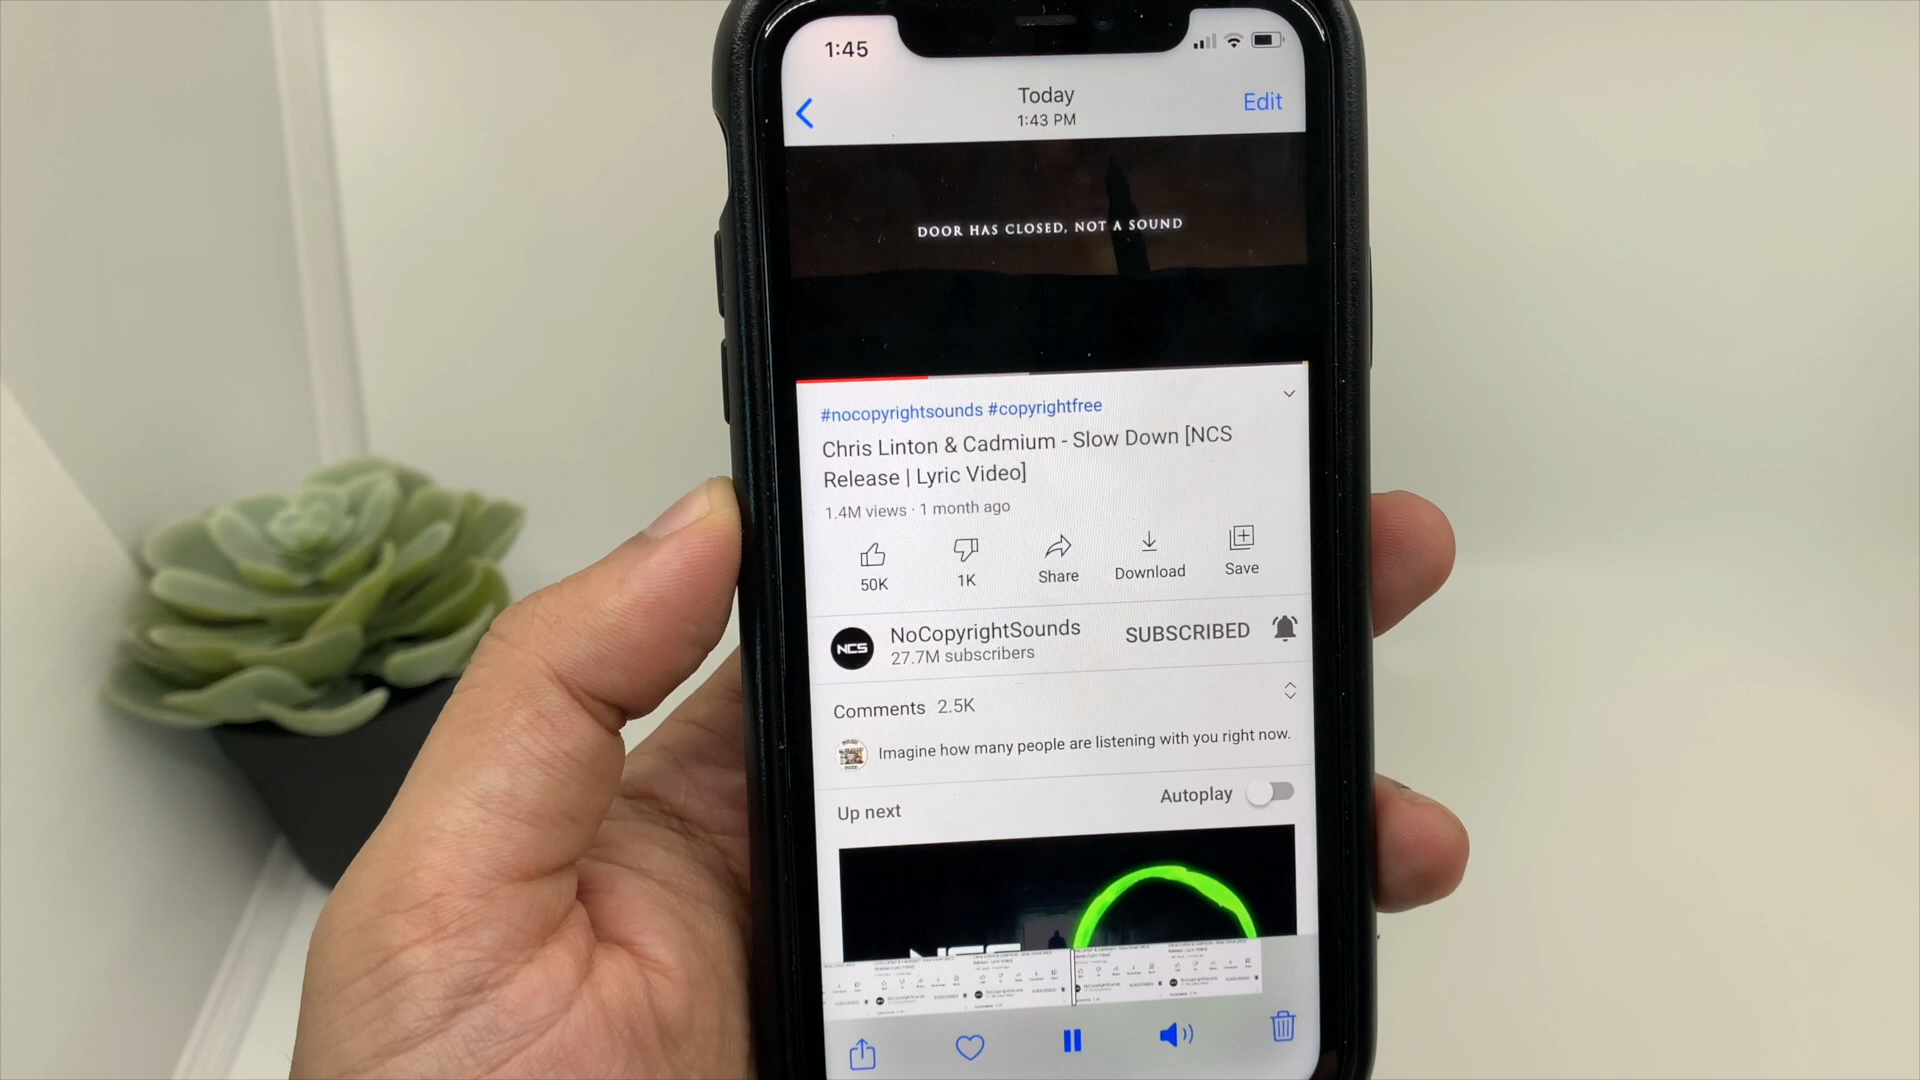 1:45
Today
1:43 PM
Edit
DOOR HAS CLOSED, NOT A SOUND
#nocopyrightsounds #copyrightfree
Chris Linton & Cadmium - Slow Down [NCS
Release | Lyric Video]
1.4M views · 1 month ago
50K
1K
Share
Download
Save
NCS
NoCopyrightSounds
27.7M subscribers
SUBSCRIBED
Comments 2.5K
Imagine how many people are listening with you right now.
Up next
Autoplay